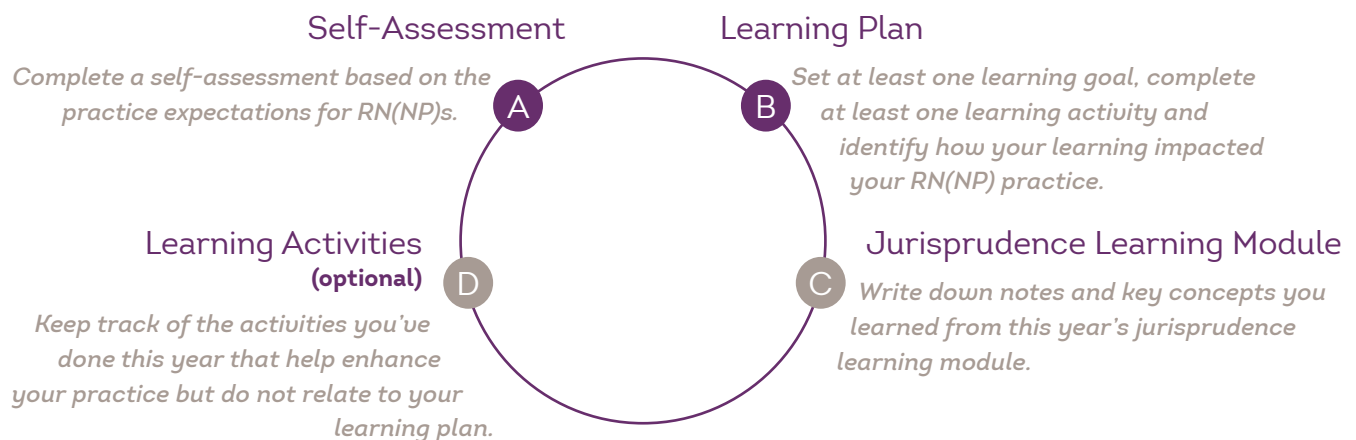 Self-Assessment
Complete a self-assessment based on the
practice expectations for RN(NP)s.
A
Learning Plan
B
Set at least one learning goal, complete
at least one learning activity and
identify how your learning impacted
your RN(NP) practice.
Jurisprudence Learning Module
C
Write down notes and key concepts you
learned from this year’s jurisprudence
learning module.
Learning Activities
(optional)
D
Keep track of the activities you’ve
done this year that help enhance
your practice but do not relate to your
learning plan.